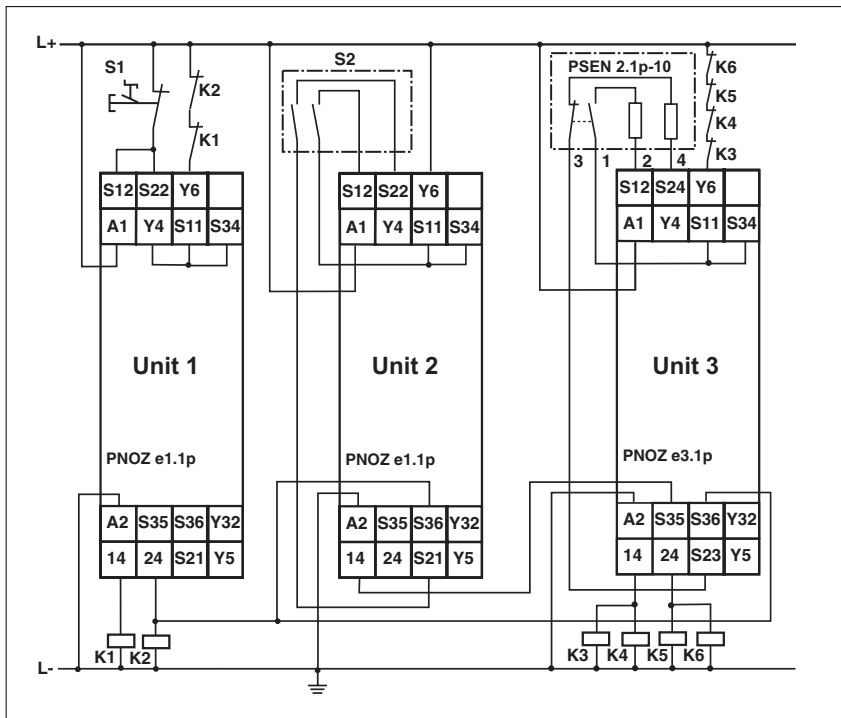 L+
S1
K2
K1
S2
PSEN 2.1p-10
K6
K5
K4
K3
3 1 2 4
S12 S22 Y6
A1 Y4 S11 S34
S12 S22 Y6
A1 Y4 S11 S34
S12 S24 Y6
A1 Y4 S11 S34
Unit 1
Unit 2
Unit 3
PNOZ e1.1p
PNOZ e1.1p
PNOZ e3.1p
A2 S35 S36 Y32
14 24 S21 Y5
A2 S35 S36 Y32
14 24 S21 Y5
A2 S35 S36 Y32
14 24 S23 Y5
K1 K2
K3 K4 K5 K6
L-